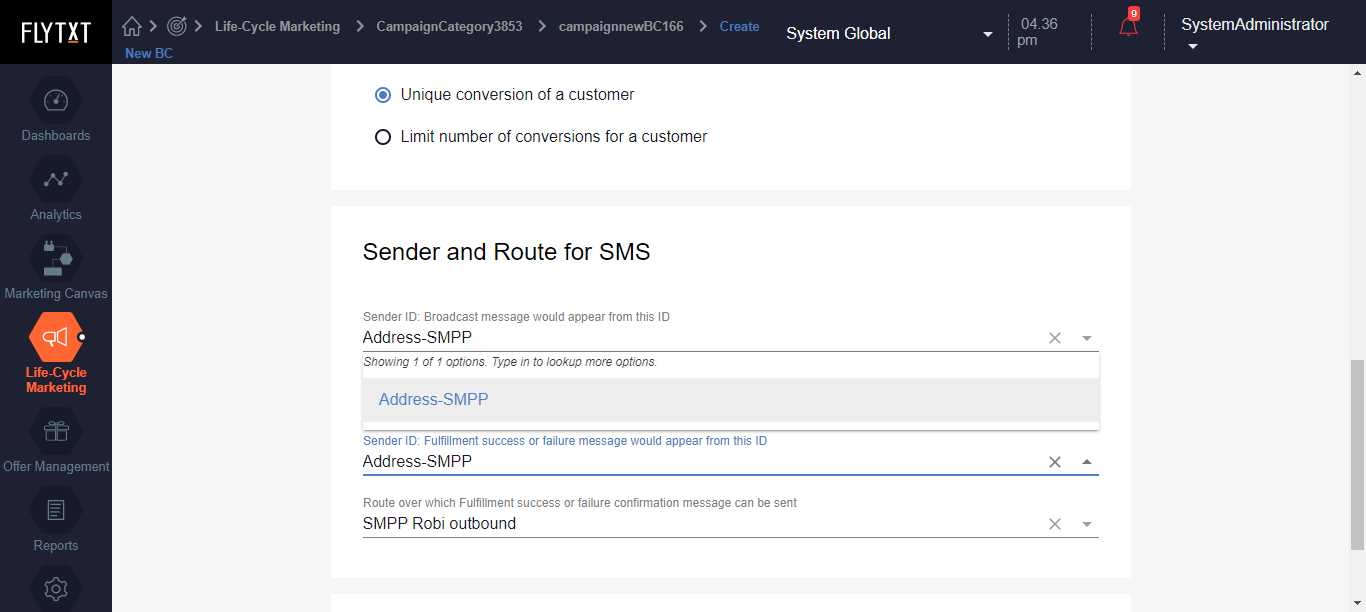 FLYTXT
Life-Cycle Marketing
CampaignCategory3853
campaignnewBC166
Create
New BC
System Global
04.36
pm
9
SystemAdministrator
Dashboards
Analytics
Marketing Canvas
Life-Cycle
Marketing
Offer Management
Reports
Unique conversion of a customer
Limit number of conversions for a customer
Sender and Route for SMS
Sender ID: Broadcast message would appear from this ID
Address-SMPP
Showing 1 of 1 options. Type in to lookup more options.
Address-SMPP
Sender ID: Fulfillment success or failure message would appear from this ID
Address-SMPP
Route over which Fulfillment success or failure confirmation message can be sent
SMPP Robi outbound